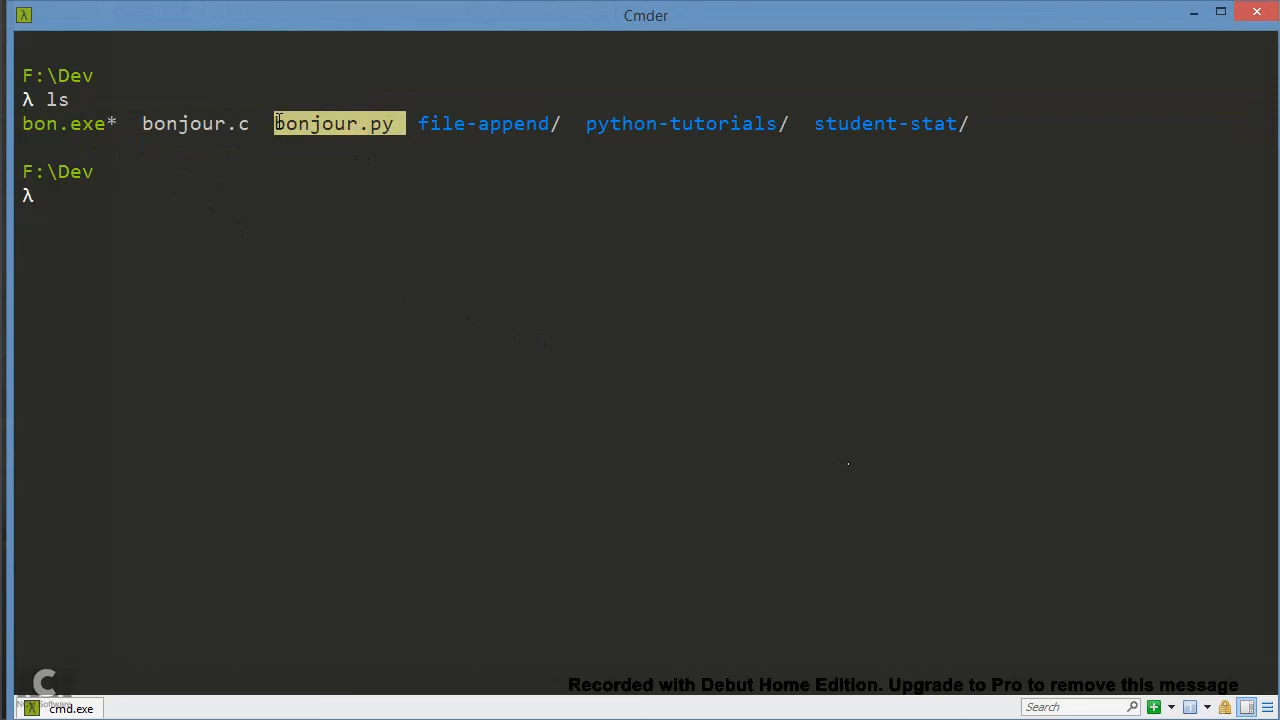 λ Cmder
F:\Dev
λ ls
bon.exe* bonjour.c bonjour.py file-append/ python-tutorials/ student-stat/
F:\Dev
λ
Recorded with Debut Home Edition. Upgrade to Pro to remove this message
λ cmd.exe Search